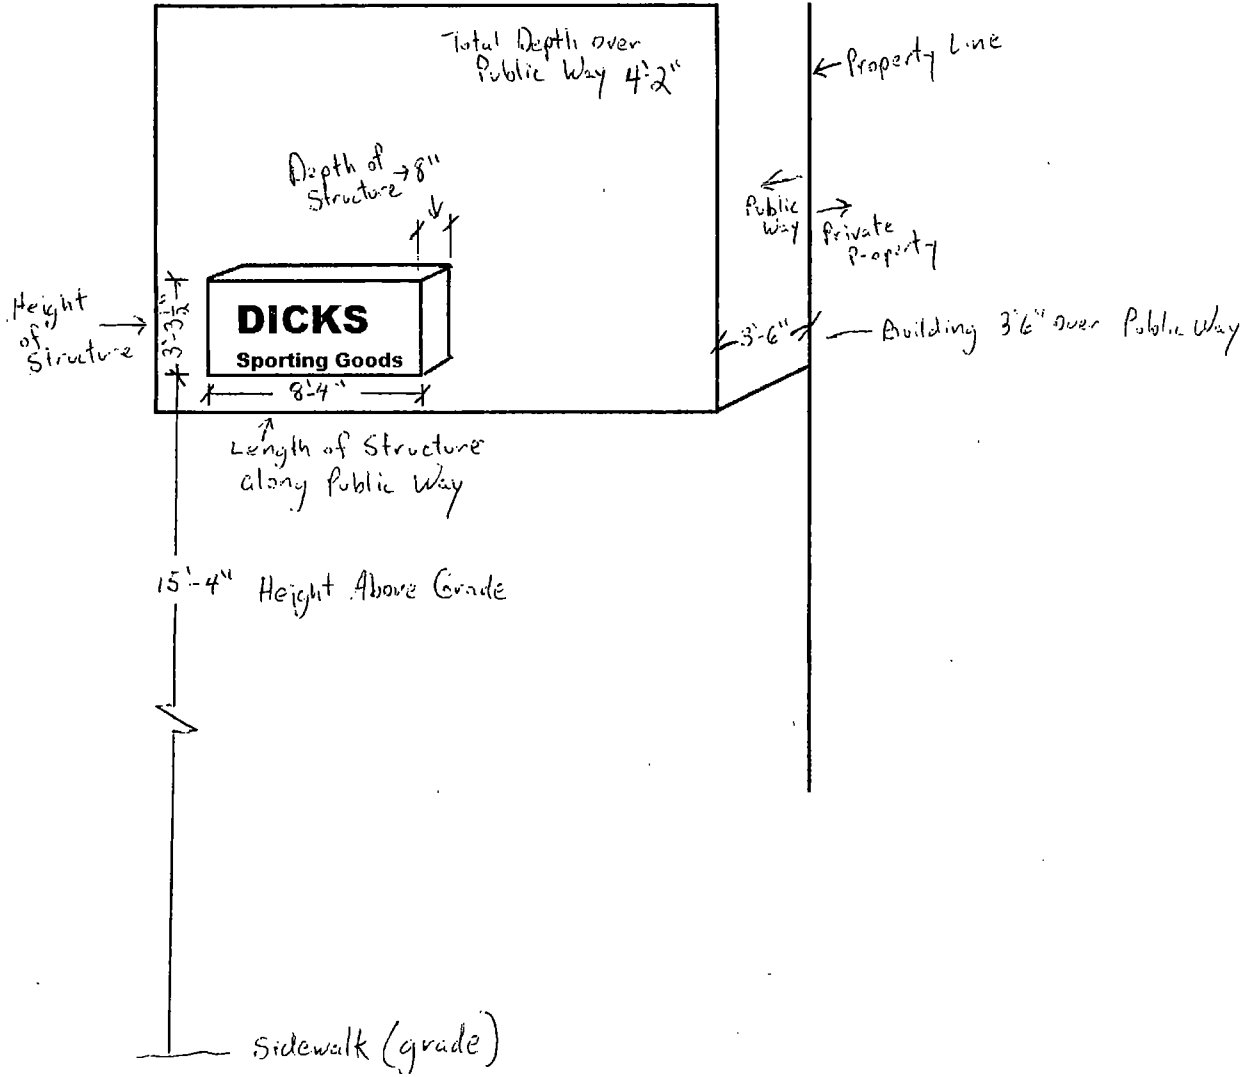 Total Depth over
Public Way 4'-2"
← Property Line
Depth of → 8"
Structure
Public
Way
Private
Property
Height
of
Structure
3'-3½"
DICKS
Sporting Goods
8'-4"
3'-6"
Building 3'6" over Public Way
Length of Structure
along Public Way
15'-4" Height Above Grade
Sidewalk (grade)